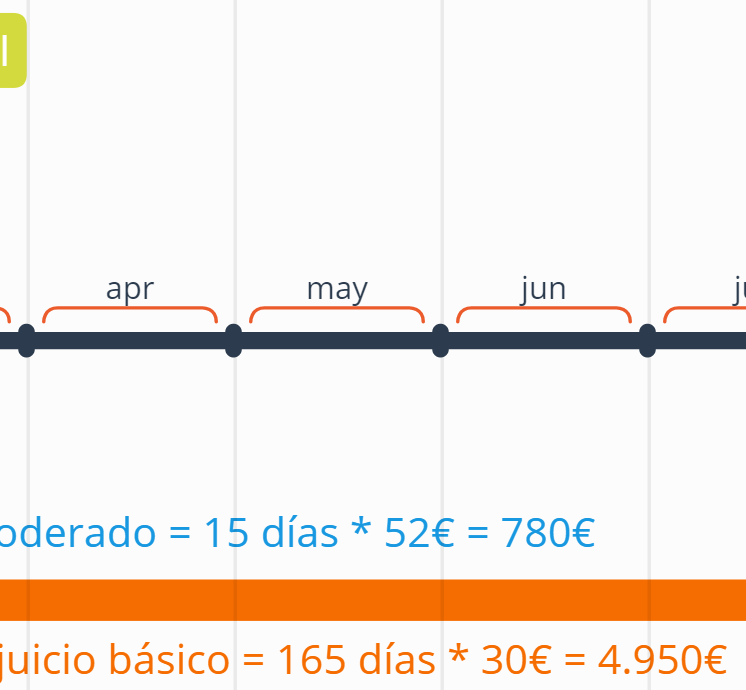 l
apr may jun
oderado = 15 días * 52€ = 780€
juicio básico = 165 días * 30€ = 4.950€